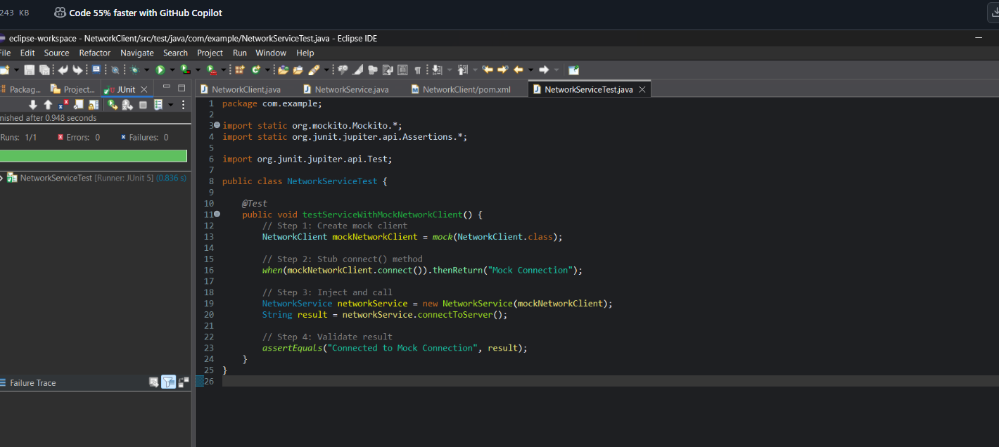 243 KB
Code 55% faster with GitHub Copilot
eclipse-workspace - NetworkClient/src/test/java/com/example/NetworkServiceTest.java - Eclipse IDE
File Edit Source Refactor Navigate Search Project Run Window Help
Packag... Project... JUnit
NetworkClient.java NetworkService.java NetworkClient/pom.xml NetworkServiceTest.java
nished after 0.948 seconds
Runs: 1/1 Errors: 0 Failures: 0
NetworkServiceTest [Runner: JUnit 5] (0.836 s)
Failure Trace
1 package com.example;
2
3 import static org.mockito.Mockito.*;
4 import static org.junit.jupiter.api.Assertions.*;
5
6 import org.junit.jupiter.api.Test;
7
8 public class NetworkServiceTest {
9
10 @Test
11 public void testServiceWithMockNetworkClient() {
12 // Step 1: Create mock client
13 NetworkClient mockNetworkClient = mock(NetworkClient.class);
14
15 // Step 2: Stub connect() method
16 when(mockNetworkClient.connect()).thenReturn("Mock Connection");
17
18 // Step 3: Inject and call
19 NetworkService networkService = new NetworkService(mockNetworkClient);
20 String result = networkService.connectToServer();
21
22 // Step 4: Validate result
23 assertEquals("Connected to Mock Connection", result);
24 }
25 }
26